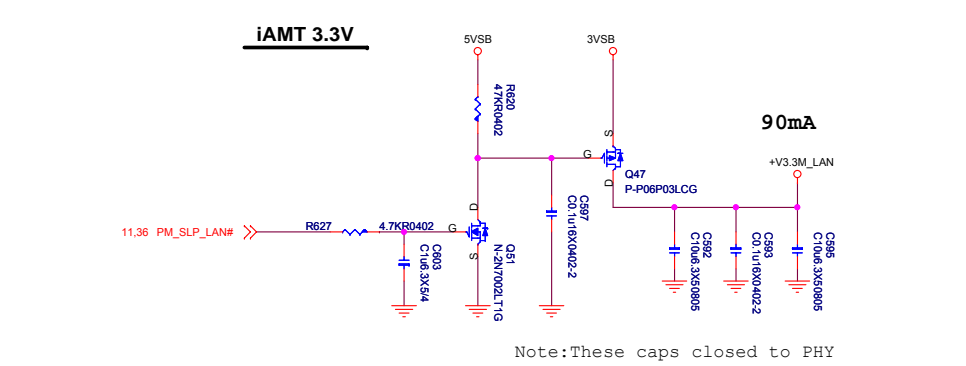 iAMT 3.3V
5VSB
3VSB
R620
47KR0402
90mA
S
G
D
Q47
P-P06P03LCG
+V3.3M_LAN
C597
C0.1u16X0402-2
11,36 PM_SLP_LAN#
R627
4.7KR0402
D
G
S
Q51
N-2N7002LT1G
C603
C1u6.3X5/4
C592
C10u6.3X50805
C593
C0.1u16X0402-2
C595
C10u6.3X50805
Note:These caps closed to PHY